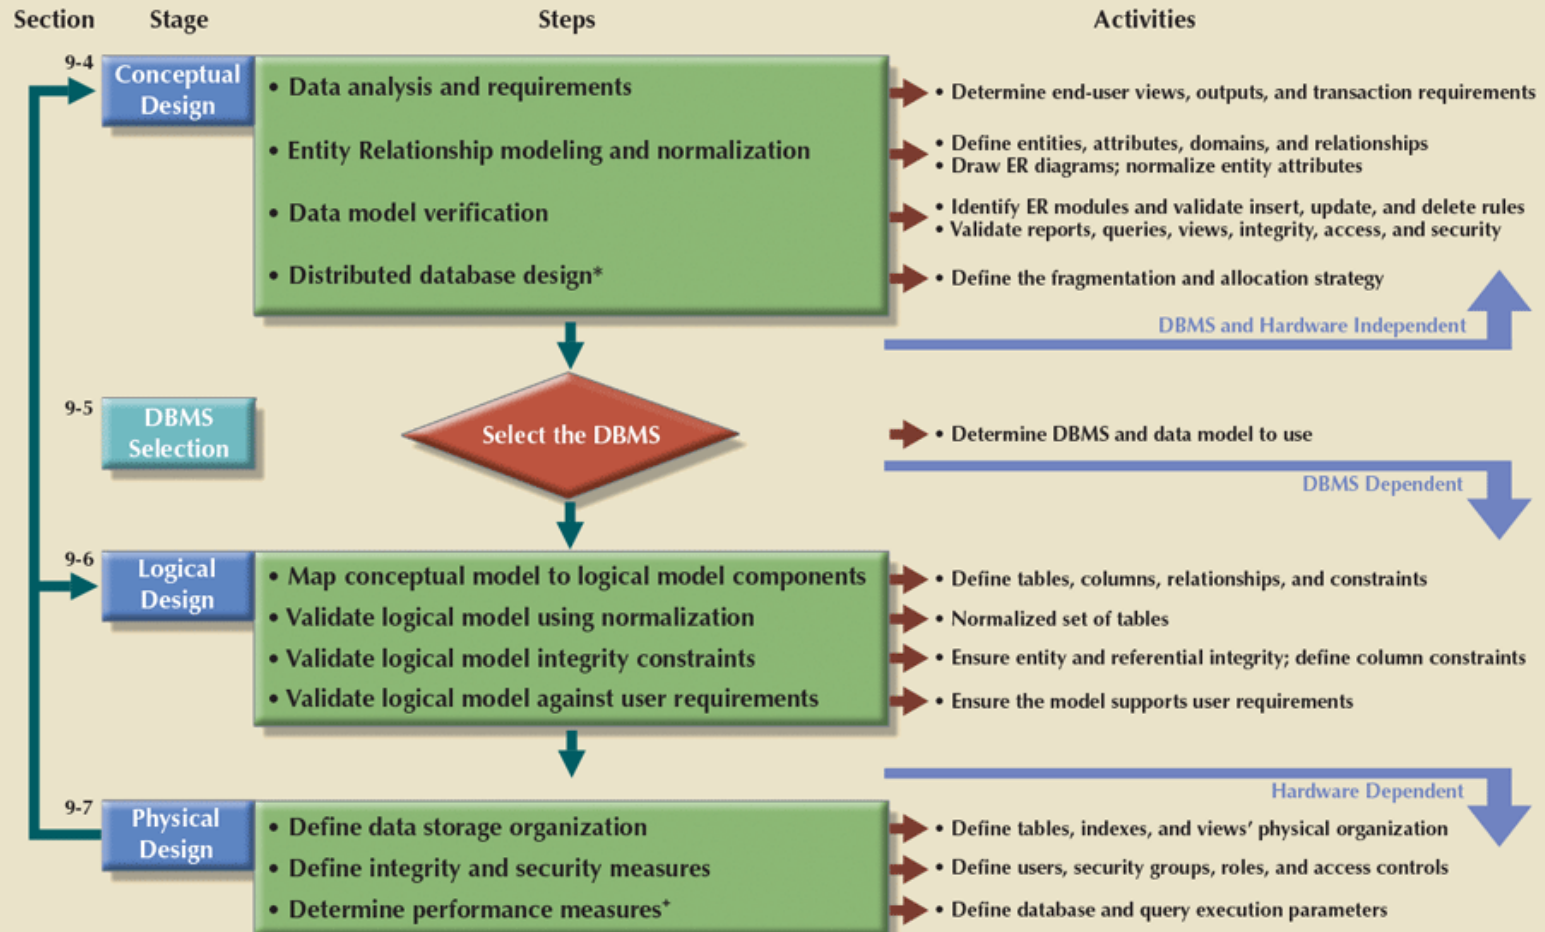 Section Stage Steps Activities
9-4
Conceptual
Design
• Data analysis and requirements
• Determine end-user views, outputs, and transaction requirements
• Entity Relationship modeling and normalization
• Define entities, attributes, domains, and relationships
• Draw ER diagrams; normalize entity attributes
• Data model verification
• Identify ER modules and validate insert, update, and delete rules
• Validate reports, queries, views, integrity, access, and security
• Distributed database design*
• Define the fragmentation and allocation strategy
DBMS and Hardware Independent
9-5
DBMS
Selection
Select the DBMS
• Determine DBMS and data model to use
DBMS Dependent
9-6
Logical
Design
• Map conceptual model to logical model components
• Define tables, columns, relationships, and constraints
• Validate logical model using normalization
• Normalized set of tables
• Validate logical model integrity constraints
• Ensure entity and referential integrity; define column constraints
• Validate logical model against user requirements
• Ensure the model supports user requirements
Hardware Dependent
9-7
Physical
Design
• Define data storage organization
• Define tables, indexes, and views’ physical organization
• Define integrity and security measures
• Define users, security groups, roles, and access controls
• Determine performance measures+
• Define database and query execution parameters